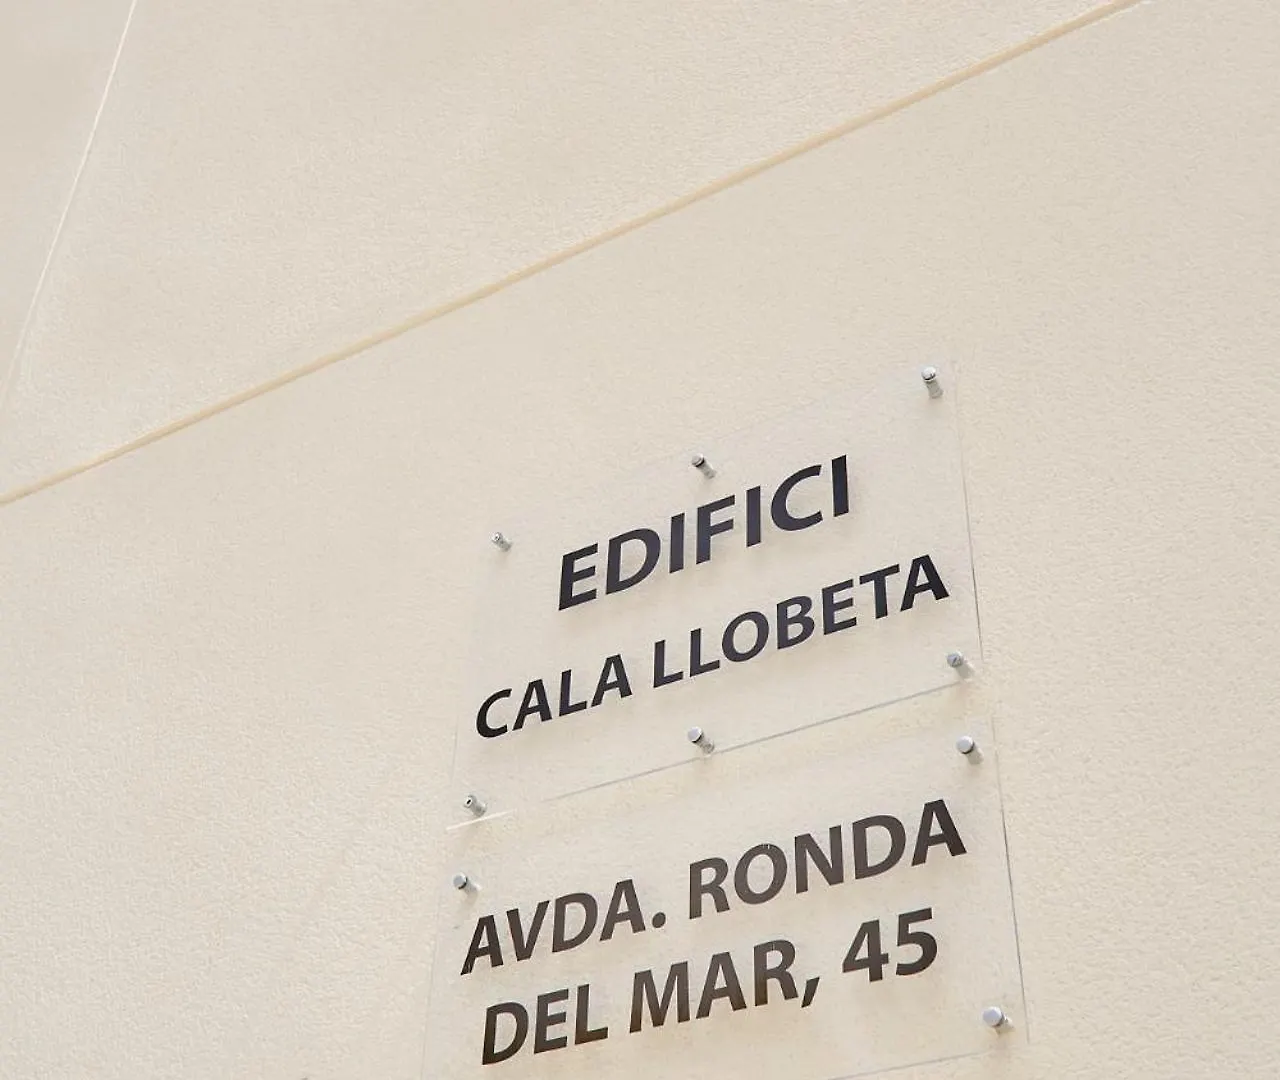 EDIFICI
CALA LLOBETA
AVDA. RONDA
DEL MAR, 45